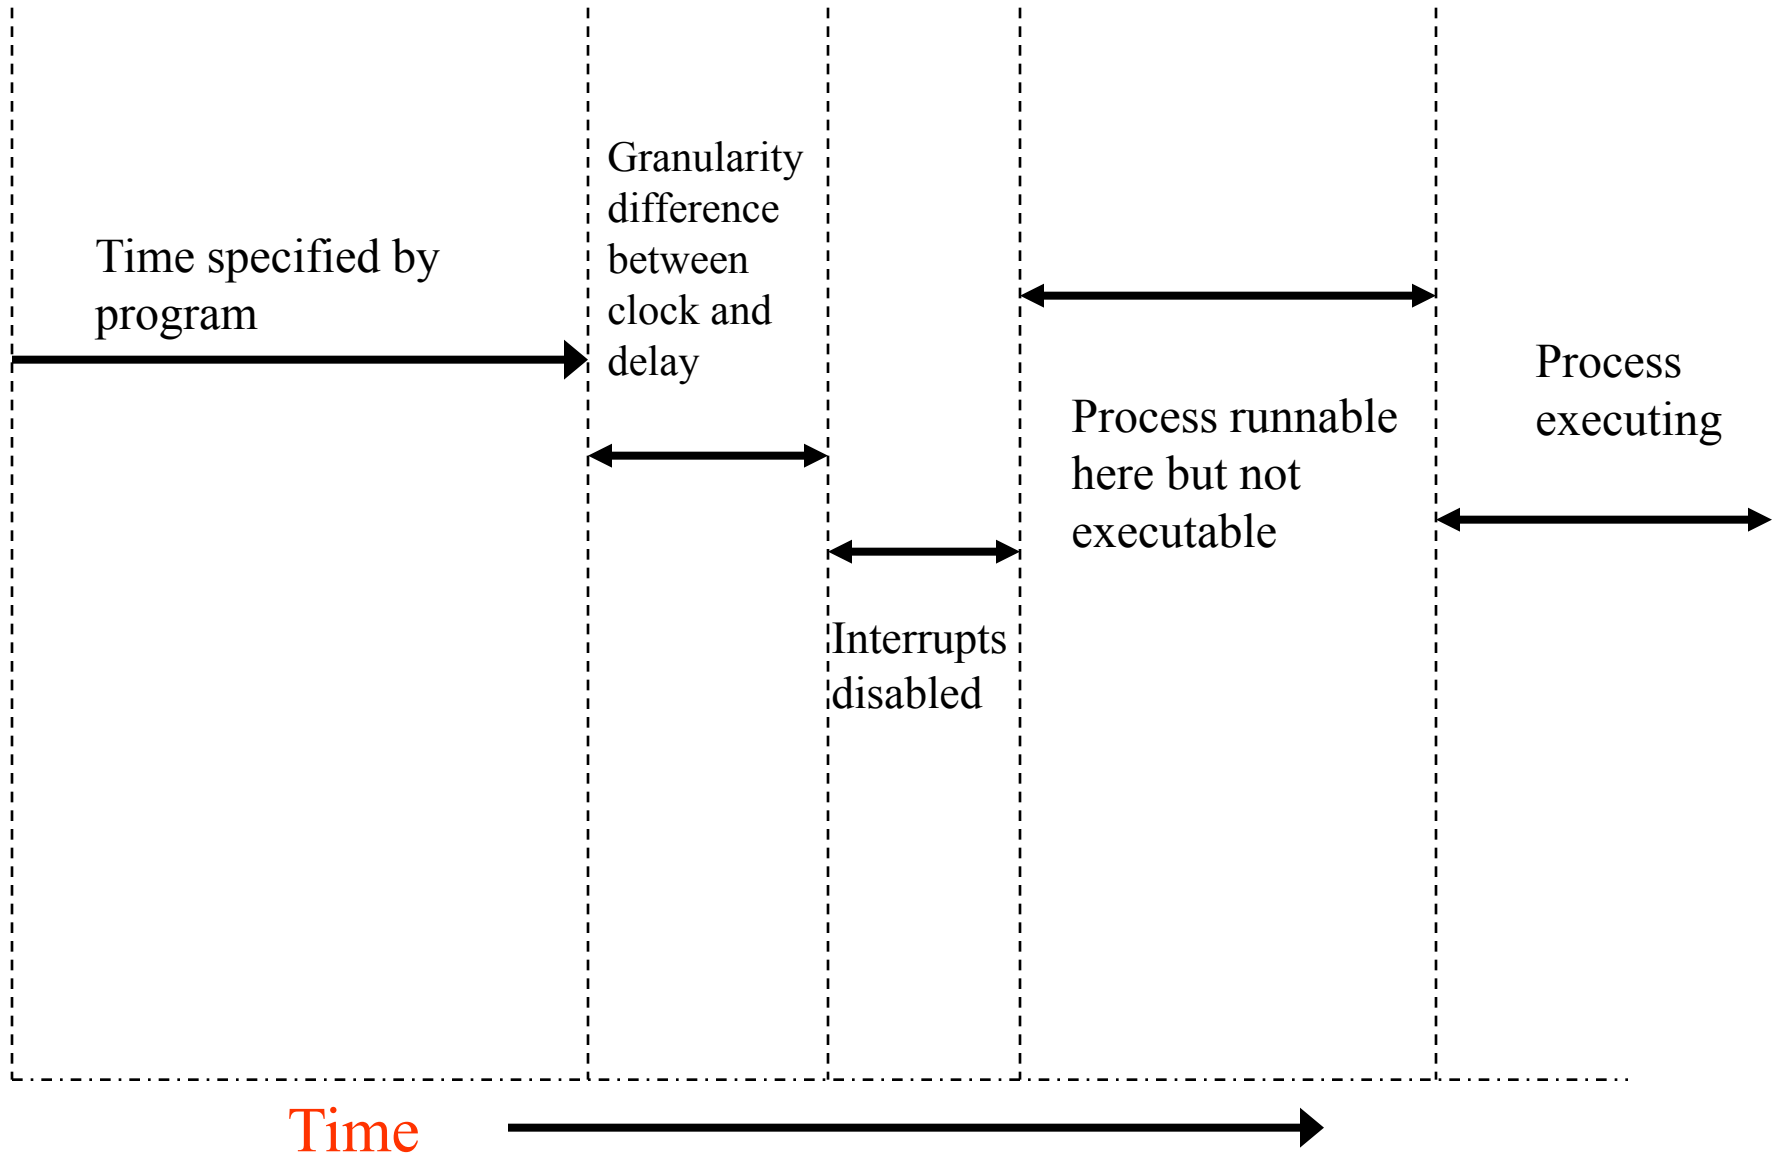 Time specified by
program
Granularity
difference
between
clock and
delay
Interrupts
disabled
Process runnable
here but not
executable
Process
executing
Time